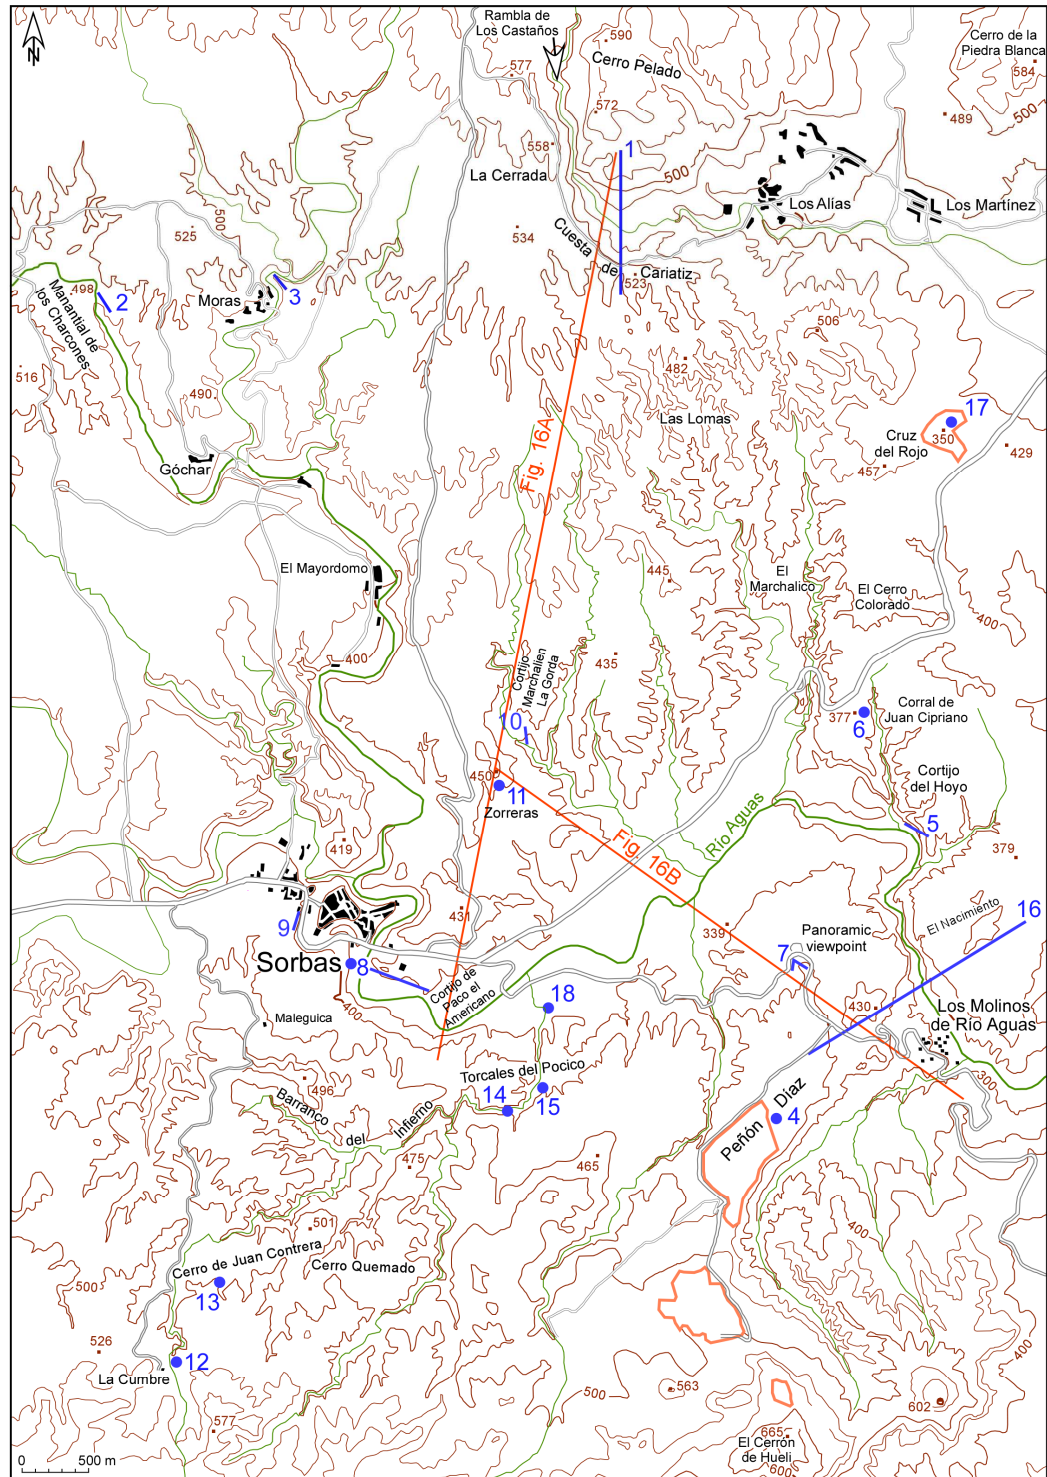 N
Rambla de
Los Castaños
590
577
Cerro Pelado
572
Cerro de la
Piedra Blanca
584
500
489
558
La Cerrada
1
500
Los Alías
Los Martínez
500
525
534
Cuesta de
Cariatiz
523
498
2
Manantial de
los Charcones
Moras
3
516
490
506
482
Las Lomas
17
Cruz
del Rojo
350
429
457
Góchar
Fig. 16A
El Mayordomo
445
El
Marchalico
El Cerro
Colorado
400
400
435
Cortijo
Marchalien
La Gorda
10
377
6
Corral de
Juan Cipriano
450
11
Zorreras
Cortijo
del Hoyo
5
379
Río Aguas
Fig. 16B
419
9
431
339
Panoramic
viewpoint
7
El Nacimiento
16
Sorbas
8
400
Cortijo de
Paco el
Americano
18
430
Los Molinos
de Río Aguas
Maleguica
300
496
Torcales del Pocico
14
15
Barranco
del
Infierno
475
465
Peñón
Díaz
4
400
501
Cerro de Juan Contrera
Cerro Quemado
500
13
526
12
La Cumbre
577
500
563
400
602
665
El Cerrón
de Hueli
600
0
500 m